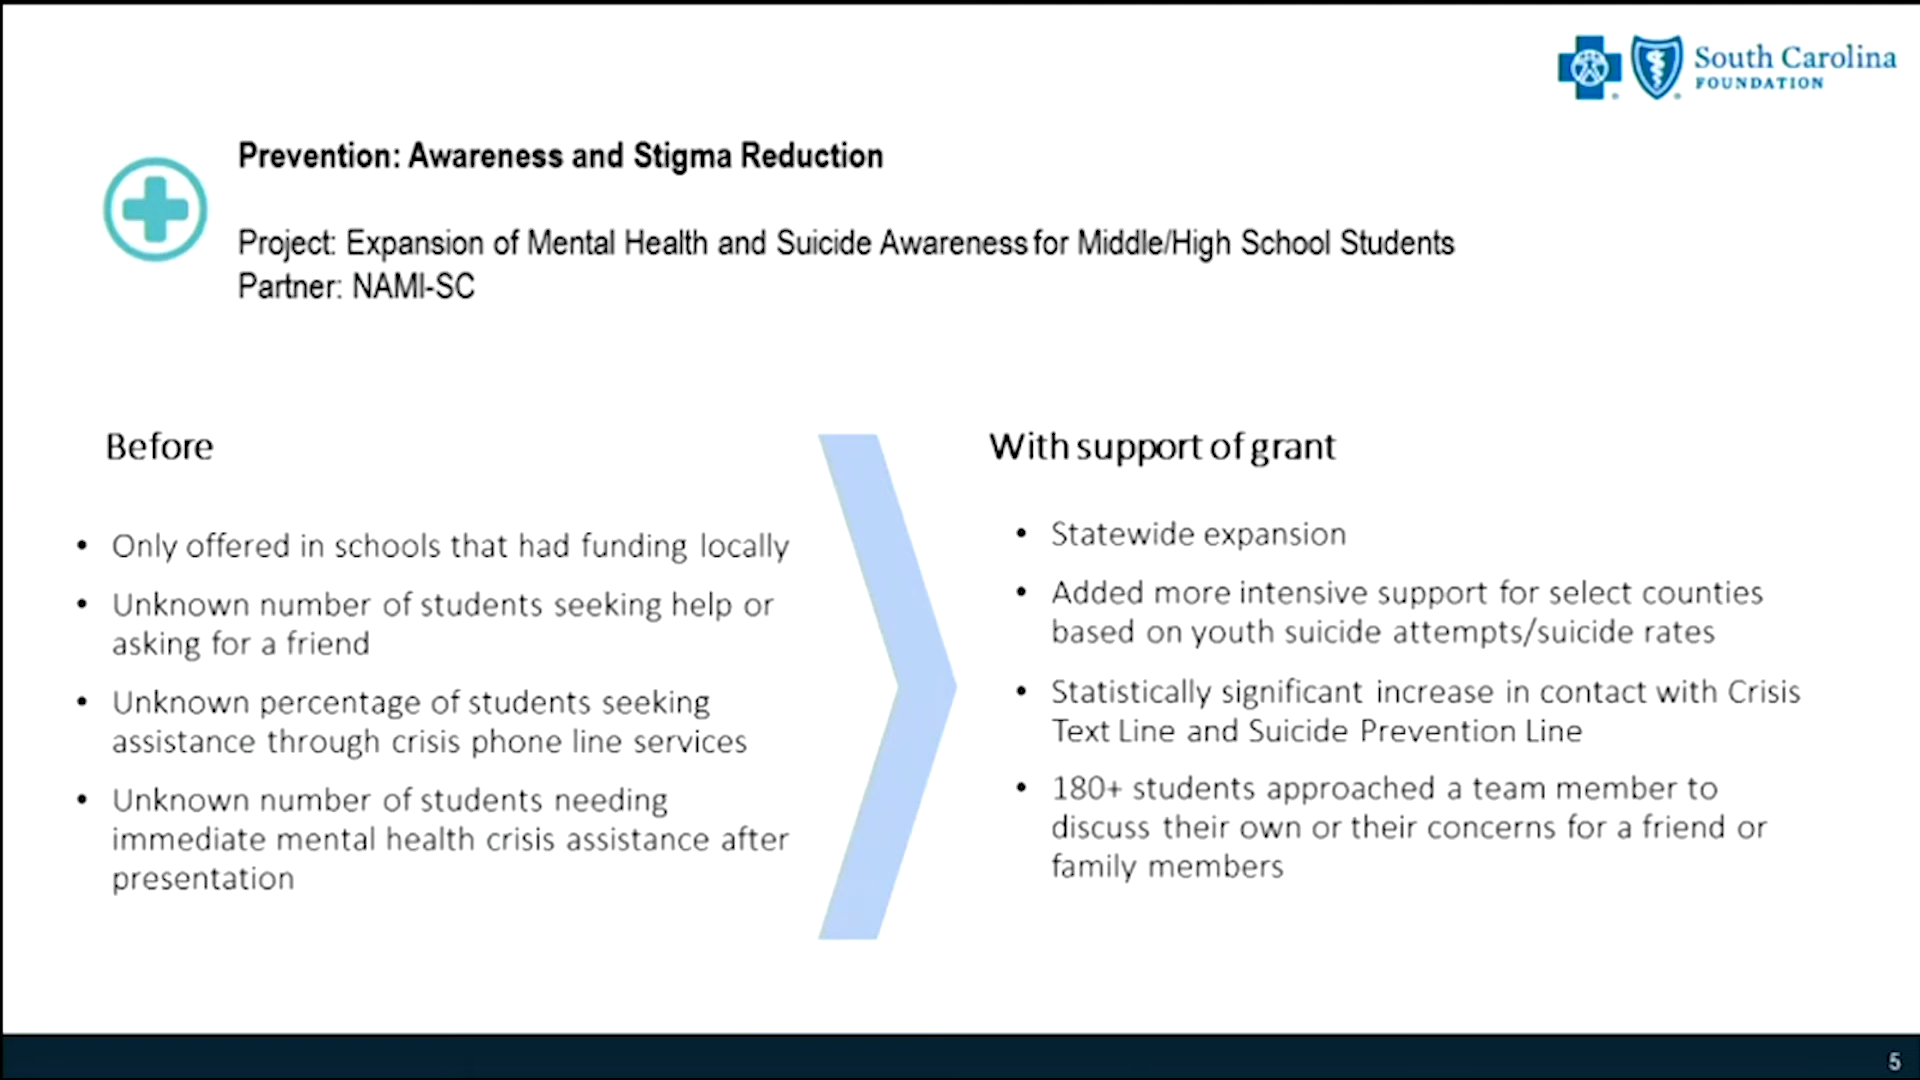 South Carolina
FOUNDATION
Prevention: Awareness and Stigma Reduction
Project: Expansion of Mental Health and Suicide Awareness for Middle/High School Students
Partner: NAMI-SC
Before
• Only offered in schools that had funding locally
• Unknown number of students seeking help or
asking for a friend
• Unknown percentage of students seeking
assistance through crisis phone line services
• Unknown number of students needing
immediate mental health crisis assistance after
presentation
With support of grant
• Statewide expansion
• Added more intensive support for select counties
based on youth suicide attempts/suicide rates
• Statistically significant increase in contact with Crisis
Text Line and Suicide Prevention Line
• 180+ students approached a team member to
discuss their own or their concerns for a friend or
family members
5